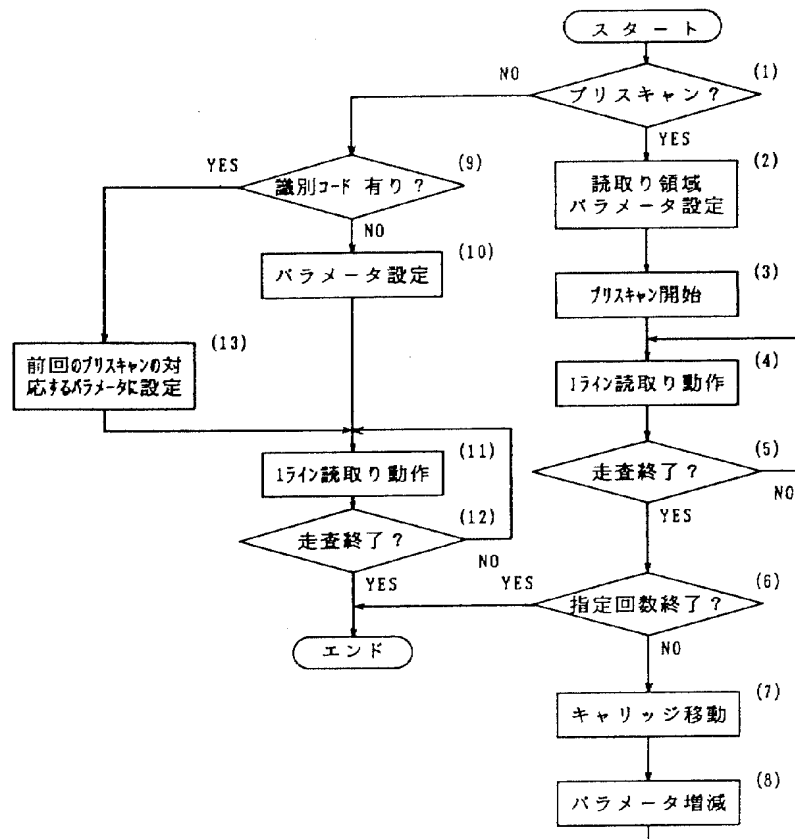 スタート
(1)
プリスキャン?
NO
YES
(2)
読取り領域
パラメータ設定
(3)
プリスキャン開始
(4)
1ライン読取り動作
(5)
走査終了?
NO
YES
(6)
指定回数終了?
YES
NO
(7)
キャリッジ移動
(8)
パラメータ増減
(9)
識別コード 有り?
YES
NO
(10)
パラメータ設定
(13)
前回のプリスキャンの対
応するパラメータに設定
(11)
1ライン読取り動作
(12)
走査終了?
NO
YES
エンド